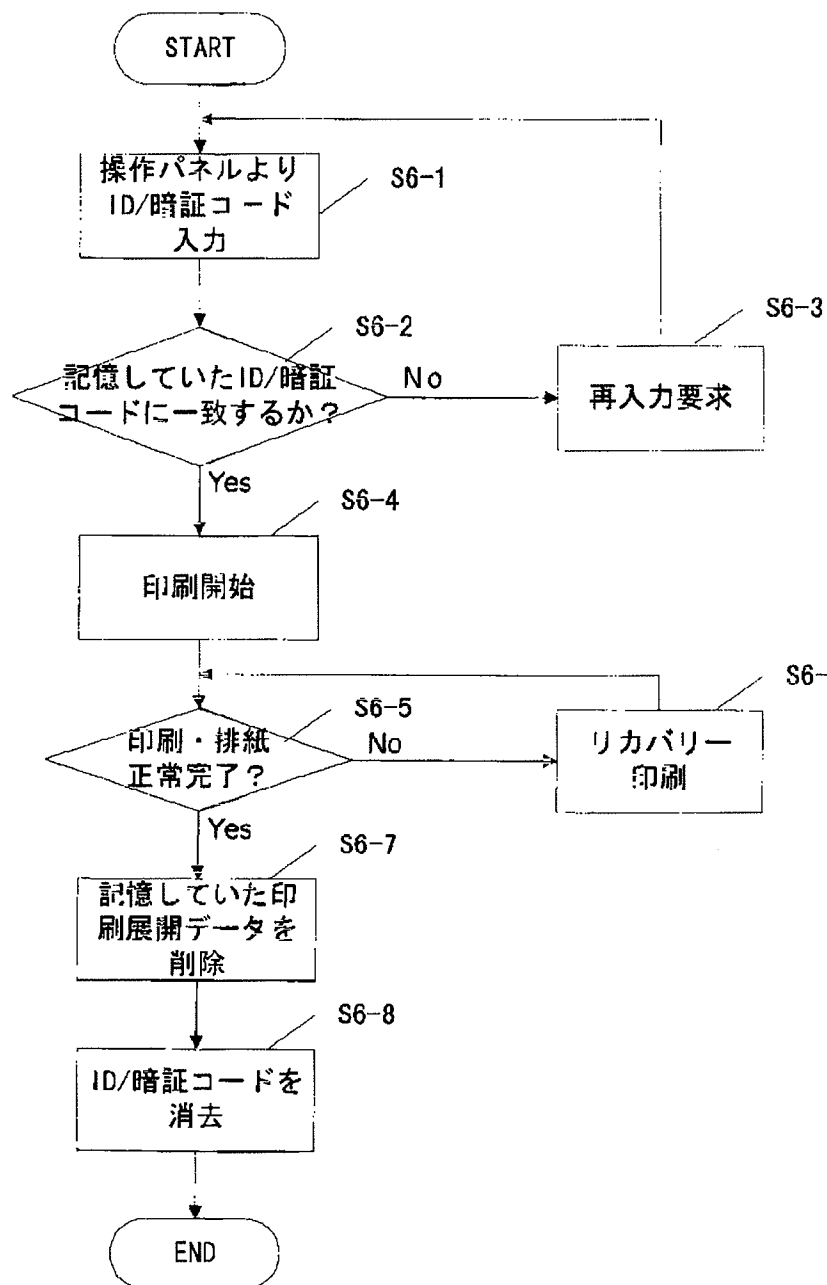 START
操作パネルより
ID/暗証コード
入力
S6-1
記憶していたID/暗証
コードに一致するか？
S6-2
No
再入力要求
S6-3
Yes
印刷開始
S6-4
印刷・排紙
正常完了？
S6-5
No
リカバリー
印刷
S6-
Yes
記憶していた印
刷展開データを
削除
S6-7
ID/暗証コードを
消去
S6-8
END